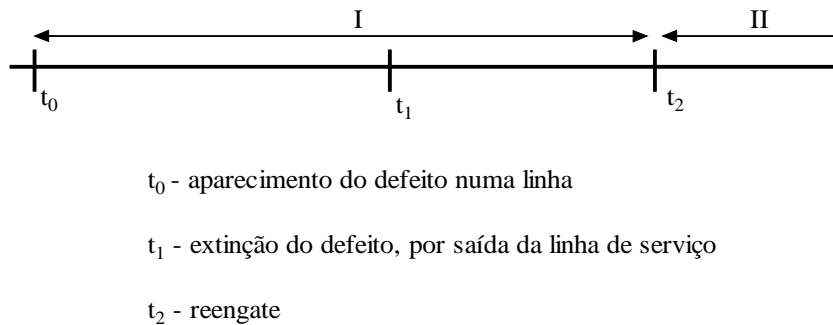 I II
t₀ t₁ t₂
t₀ - aparecimento do defeito numa linha
t₁ - extinção do defeito, por saída da linha de serviço
t₂ - reengate